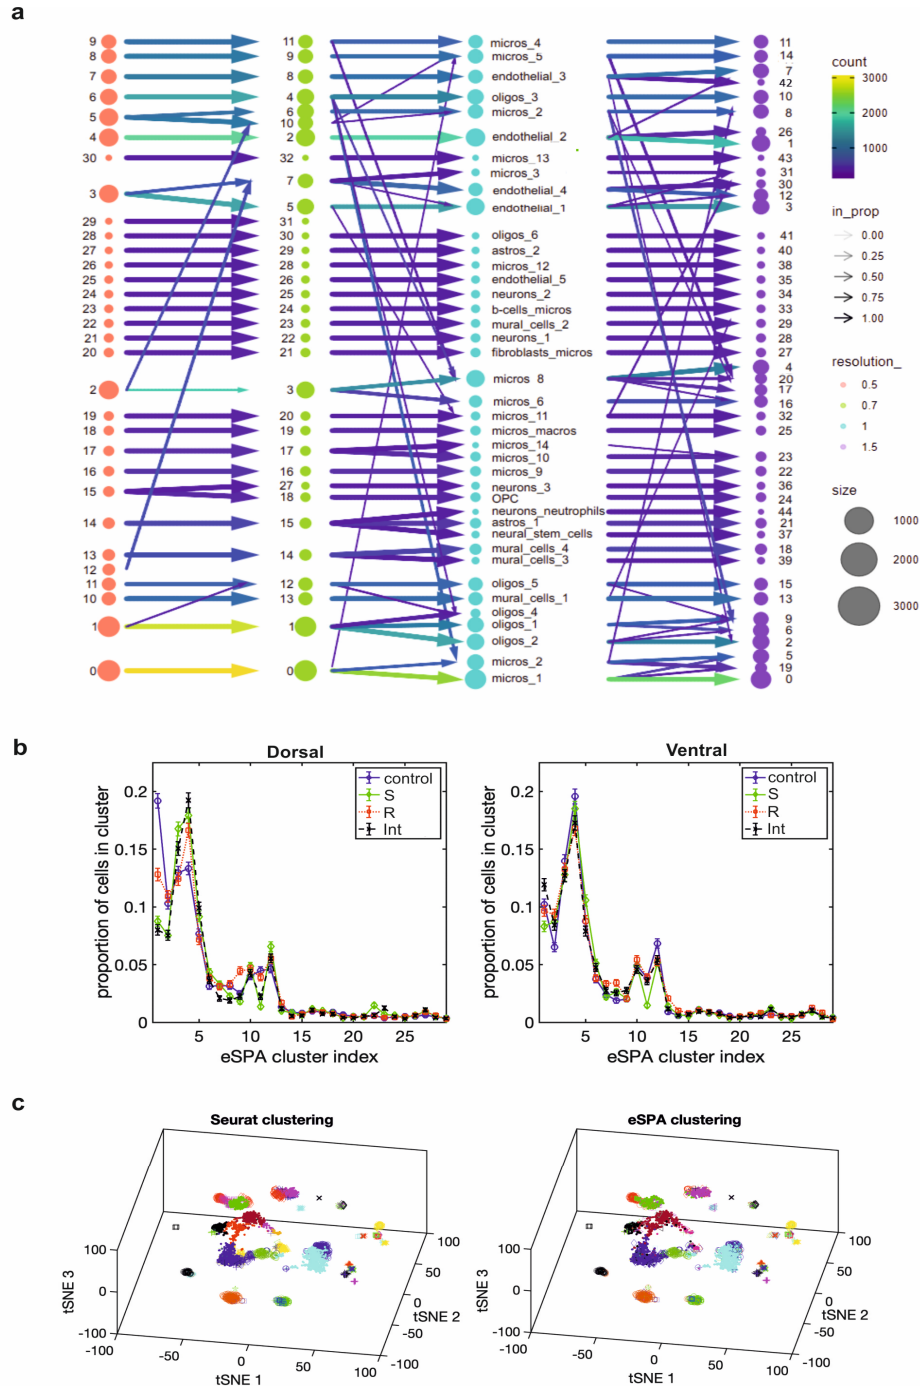 a
9 11 micros_4 11
8 9 micros_5 14
7
7 8 endothelial_3 42
6 4 oligos_3 10
5 6 micros_2 8
10
4 2 endothelial_2 26
1
30 32 micros_13 43
micros_3 31
3 7 endothelial_4 30
12
5 endothelial_1 3
29 31
28 30 oligos_6 41
27 29 astros_2 40
26 28 micros_12 38
25 26 endothelial_5 35
24 25 neurons_2 34
23 24 b-cells_micros 33
22 23 mural_cells_2 29
21 22 neurons_1 28
20 21 fibroblasts_micros 27
4
micros 8 20
2 3 17
micros_6 16
19 20 micros_11 32
18 19 micros_macros 25
micros_14
17 17 micros_10 23
16 16 micros_9 22
27 neurons_3 36
15 18 OPC 24
neurons_neutrophils 44
14 15 astros_1 21
neural_stem_cells 37
13 14 mural_cells_4 18
12 mural_cells_3 39
11 12 oligos_5 15
10 13 mural_cells_1 13
oligos_4 9
1 1 oligos_1 6
oligos_2 2
micros_2 5
0 0 19
micros_1 0
count
3000
2000
1000
in_prop
0.00
0.25
0.50
0.75
1.00
resolution_
0.5
0.7
1
1.5
size
1000
2000
3000
b
Dorsal
control
S
R
Int
0.2
0.15
0.1
0.05
0
5 10 15 20 25
proportion of cells in cluster
eSPA cluster index
Ventral
control
S
R
Int
0.2
0.15
0.1
0.05
0
5 10 15 20 25
proportion of cells in cluster
eSPA cluster index
c
Seurat clustering
100
0
-100
tSNE 3
-100 -50 0 50 100
tSNE 1
100
50
0
-50
-100
tSNE 2
eSPA clustering
100
0
-100
tSNE 3
-100 -50 0 50 100
tSNE 1
100
50
0
-50
-100
tSNE 2